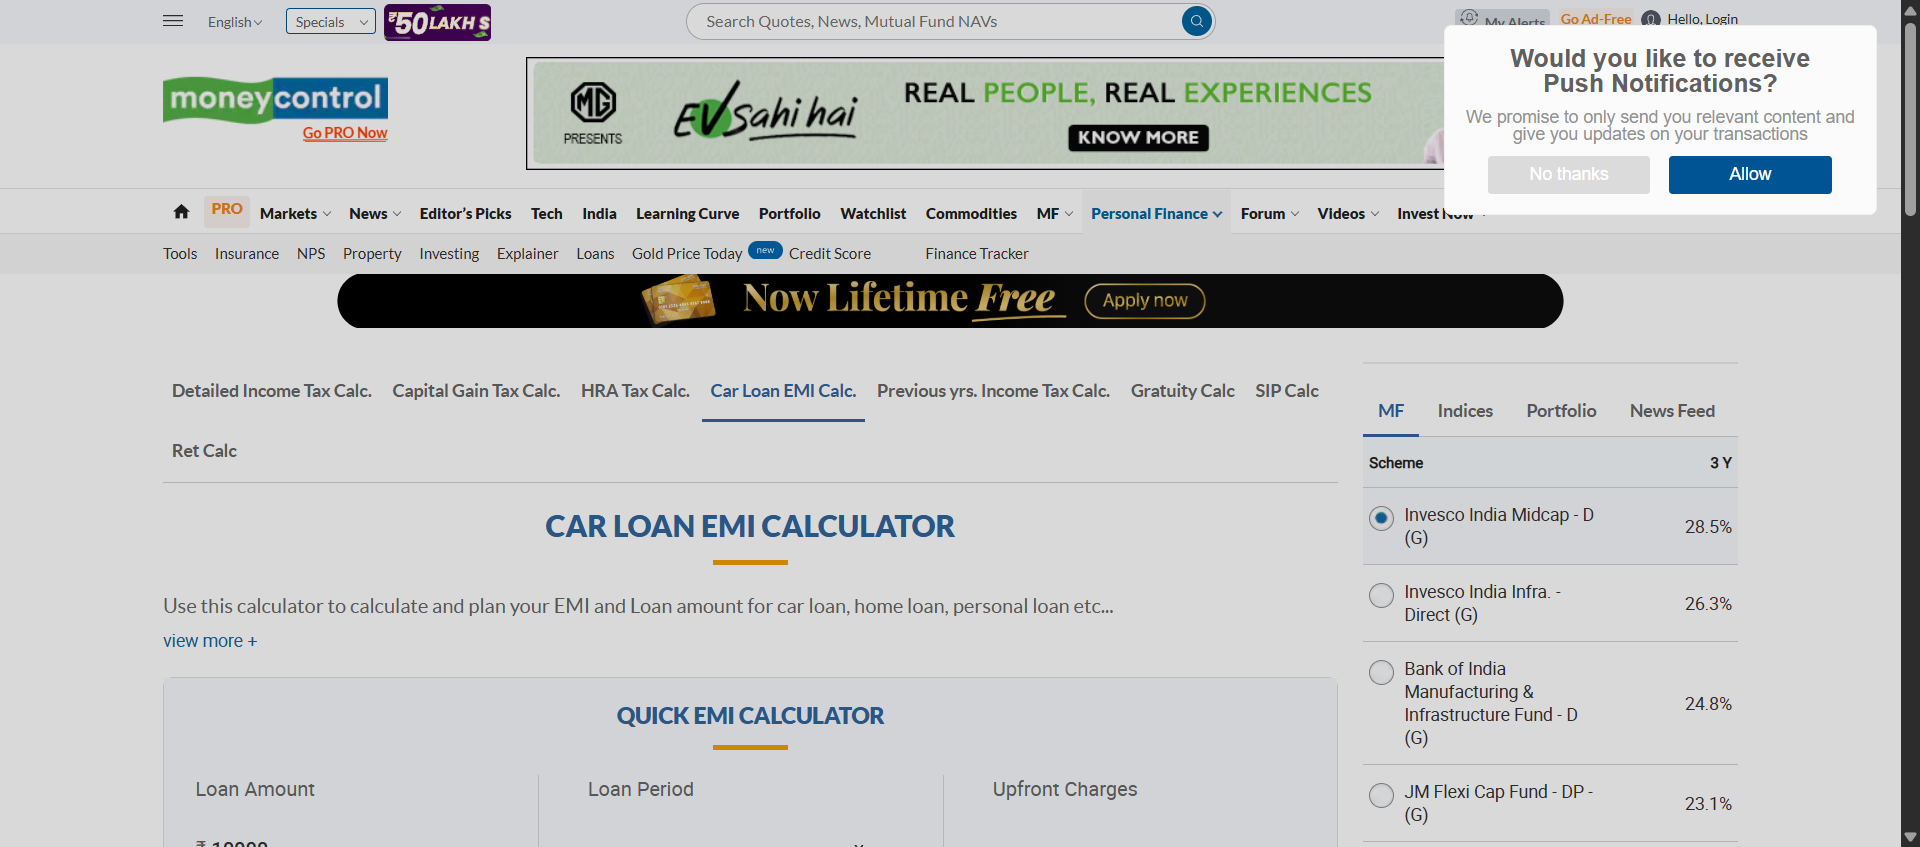 English
Specials
₹50 LAKH S
Search Quotes, News, Mutual Fund NAVs
My Alerts
Go Ad-Free
Hello, Login
Would you like to receive
Push Notifications?
We promise to only send you relevant content and
give you updates on your transactions
No thanks
Allow
moneycontrol
Go PRO Now
MG
PRESENTS
EV Sahi hai
REAL PEOPLE, REAL EXPERIENCES
KNOW MORE
PRO
Markets
News
Editor's Picks
Tech
India
Learning Curve
Portfolio
Watchlist
Commodities
MF
Personal Finance
Forum
Videos
Invest Now
Tools
Insurance
NPS
Property
Investing
Explainer
Loans
Gold Price Today
new
Credit Score
Finance Tracker
Now Lifetime Free
Apply now
Detailed Income Tax Calc.
Capital Gain Tax Calc.
HRA Tax Calc.
Car Loan EMI Calc.
Previous yrs. Income Tax Calc.
Gratuity Calc
SIP Calc
Ret Calc
CAR LOAN EMI CALCULATOR
Use this calculator to calculate and plan your EMI and Loan amount for car loan, home loan, personal loan etc...
view more +
QUICK EMI CALCULATOR
Loan Amount
Loan Period
Upfront Charges
MF
Indices
Portfolio
News Feed
Scheme
3 Y
Invesco India Midcap - D
(G)
28.5%
Invesco India Infra. -
Direct (G)
26.3%
Bank of India
Manufacturing &
Infrastructure Fund - D
(G)
24.8%
JM Flexi Cap Fund - DP -
(G)
23.1%